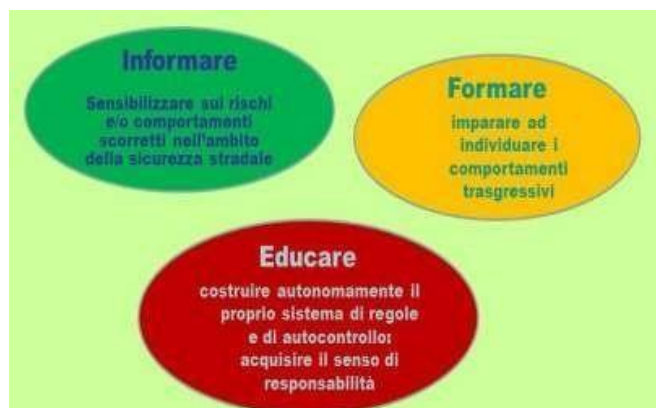 Informare
Sensibilizzare sui rischi
e/o comportamenti
scorretti nell'ambito
della sicurezza stradale
Formare
imparare ad
individuare i
comportamenti
trasgressivi
Educare
costruire autonomamente il
proprio sistema di regole
e di autocontrollo:
acquisire il senso di
responsabilità